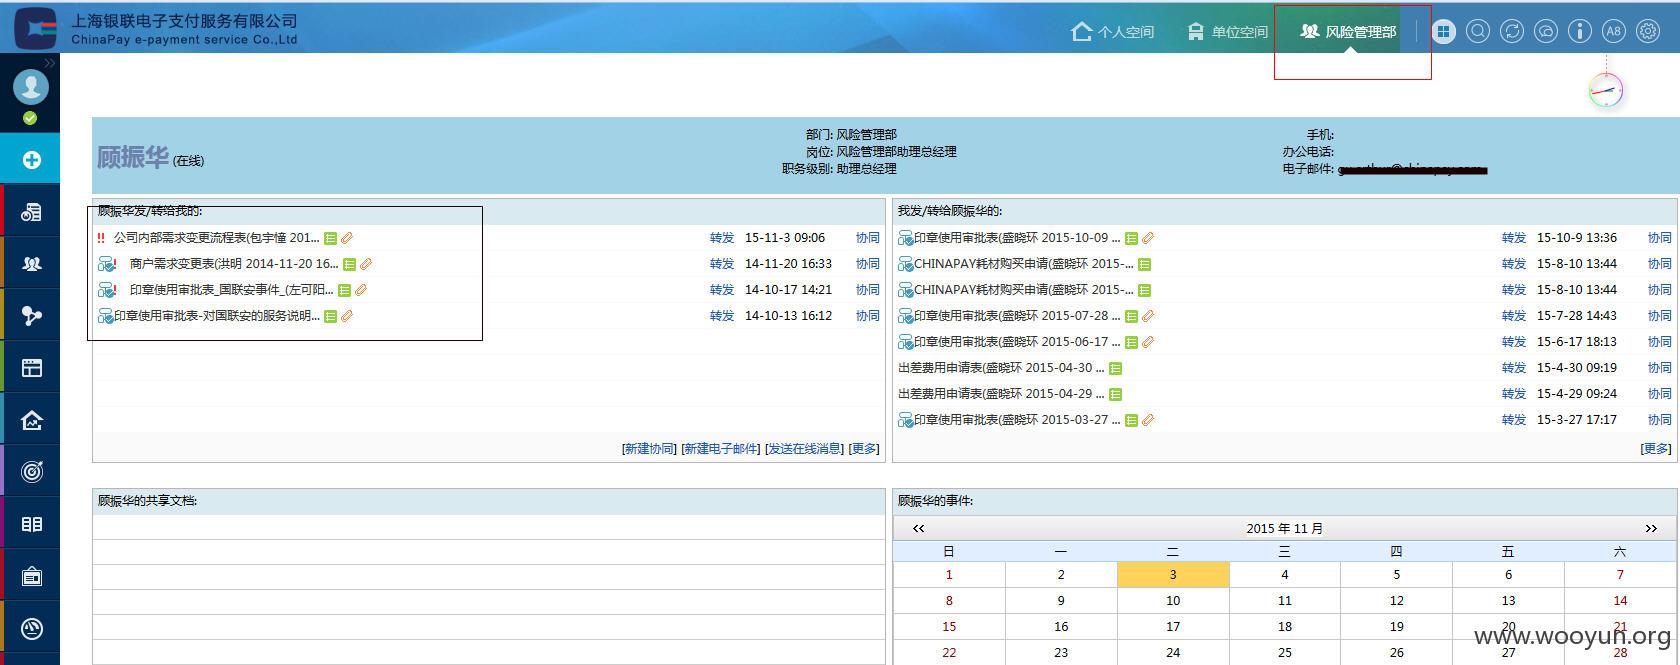 上海银联电子支付服务有限公司
ChinaPay e-payment service Co.,Ltd
个人空间 单位空间 风险管理部 A8
顾振华 (在线)
部门: 风险管理部
岗位: 风险管理部助理总经理
职务级别: 助理总经理
手机:
办公电话:
电子邮件:
顾振华发/转给我的:
!! 公司内部需求变更流程表(包宇憧 201... 转发 15-11-3 09:06 协同
商户需求变更表(洪明 2014-11-20 16... 转发 14-11-20 16:33 协同
印章使用审批表_国联安事件_(左可阳... 转发 14-10-17 14:21 协同
印章使用审批表-对国联安的服务说明... 转发 14-10-13 16:12 协同
[新建协同] [新建电子邮件] [发送在线消息] [更多]
我发/转给顾振华的:
印章使用审批表(盛晓环 2015-10-09 ... 转发 15-10-9 13:36 协同
CHINAPAY耗材购买申请(盛晓环 2015-... 转发 15-8-10 13:44 协同
CHINAPAY耗材购买申请(盛晓环 2015-... 转发 15-8-10 13:44 协同
印章使用审批表(盛晓环 2015-07-28 ... 转发 15-7-28 14:43 协同
印章使用审批表(盛晓环 2015-06-17 ... 转发 15-6-17 18:13 协同
出差费用申请表(盛晓环 2015-04-30 ... 转发 15-4-30 09:19 协同
出差费用申请表(盛晓环 2015-04-29 ... 转发 15-4-29 09:24 协同
印章使用审批表(盛晓环 2015-03-27 ... 转发 15-3-27 17:17 协同
[更多]
顾振华的共享文档:
顾振华的事件:
<< 2015 年 11 月 >>
日 一 二 三 四 五 六
1 2 3 4 5 6 7
8 9 10 11 12 13 14
15 16 17 18 19 20 21
22 23 24 25 26 27 28
www.wooyun.org